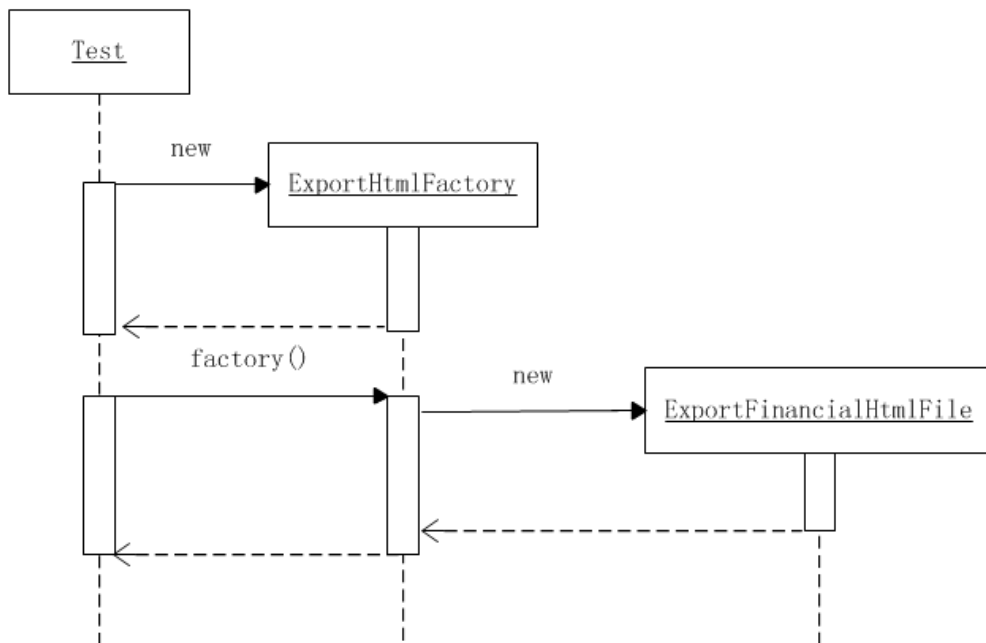 Test
new
ExportHtmlFactory
factory()
new
ExportFinancialHtmlFile